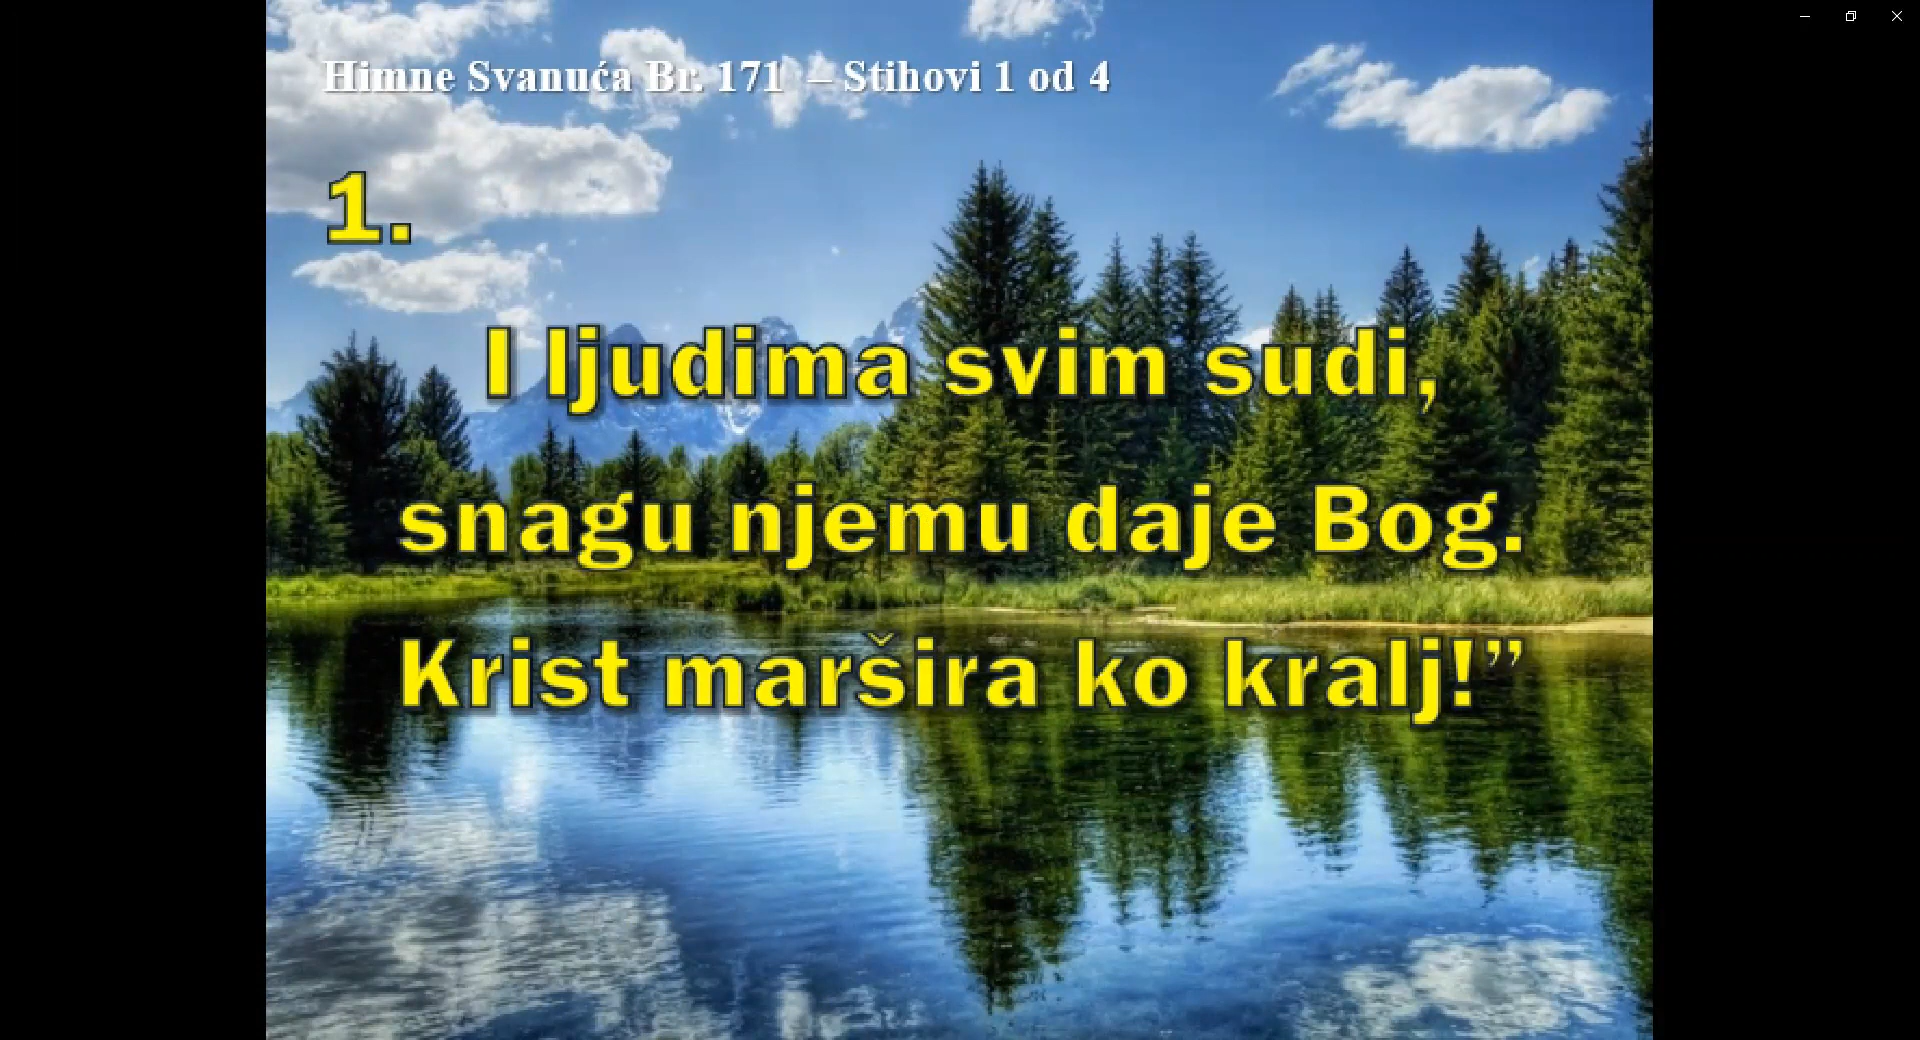 Himne Svanuća Br. 171 – Stihovi 1 od 4
1.
I ljudima svim sudi,
snagu njemu daje Bog.
Krist maršira ko kralj!”